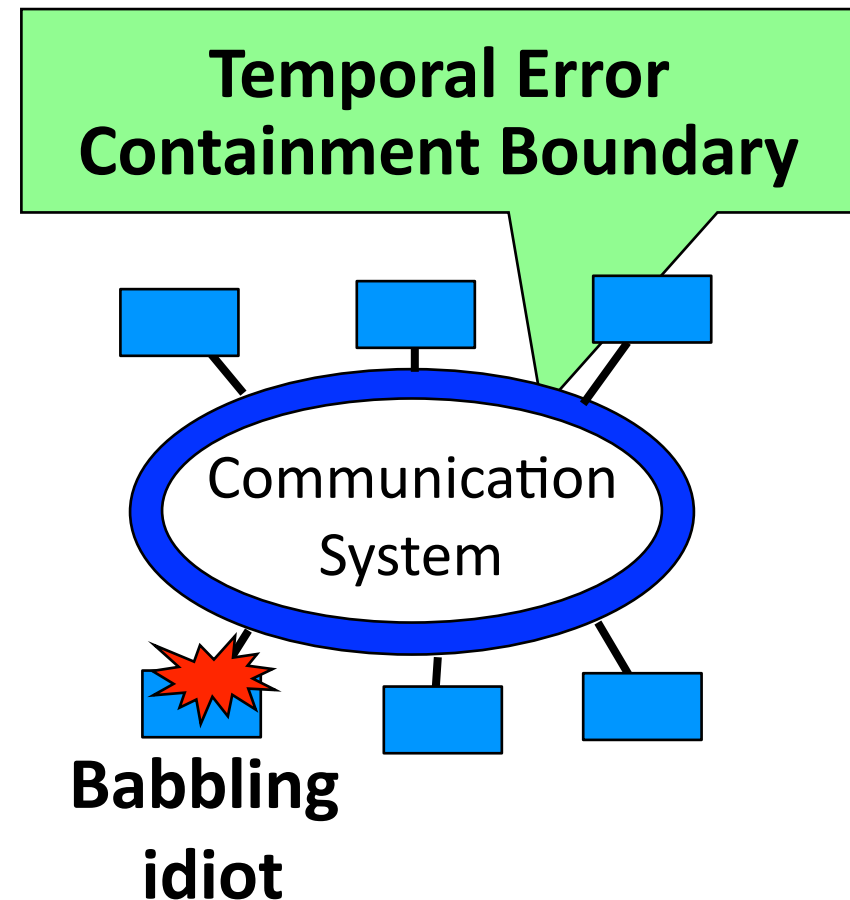 Temporal Error
Containment Boundary
Communication
System
Babbling
idiot